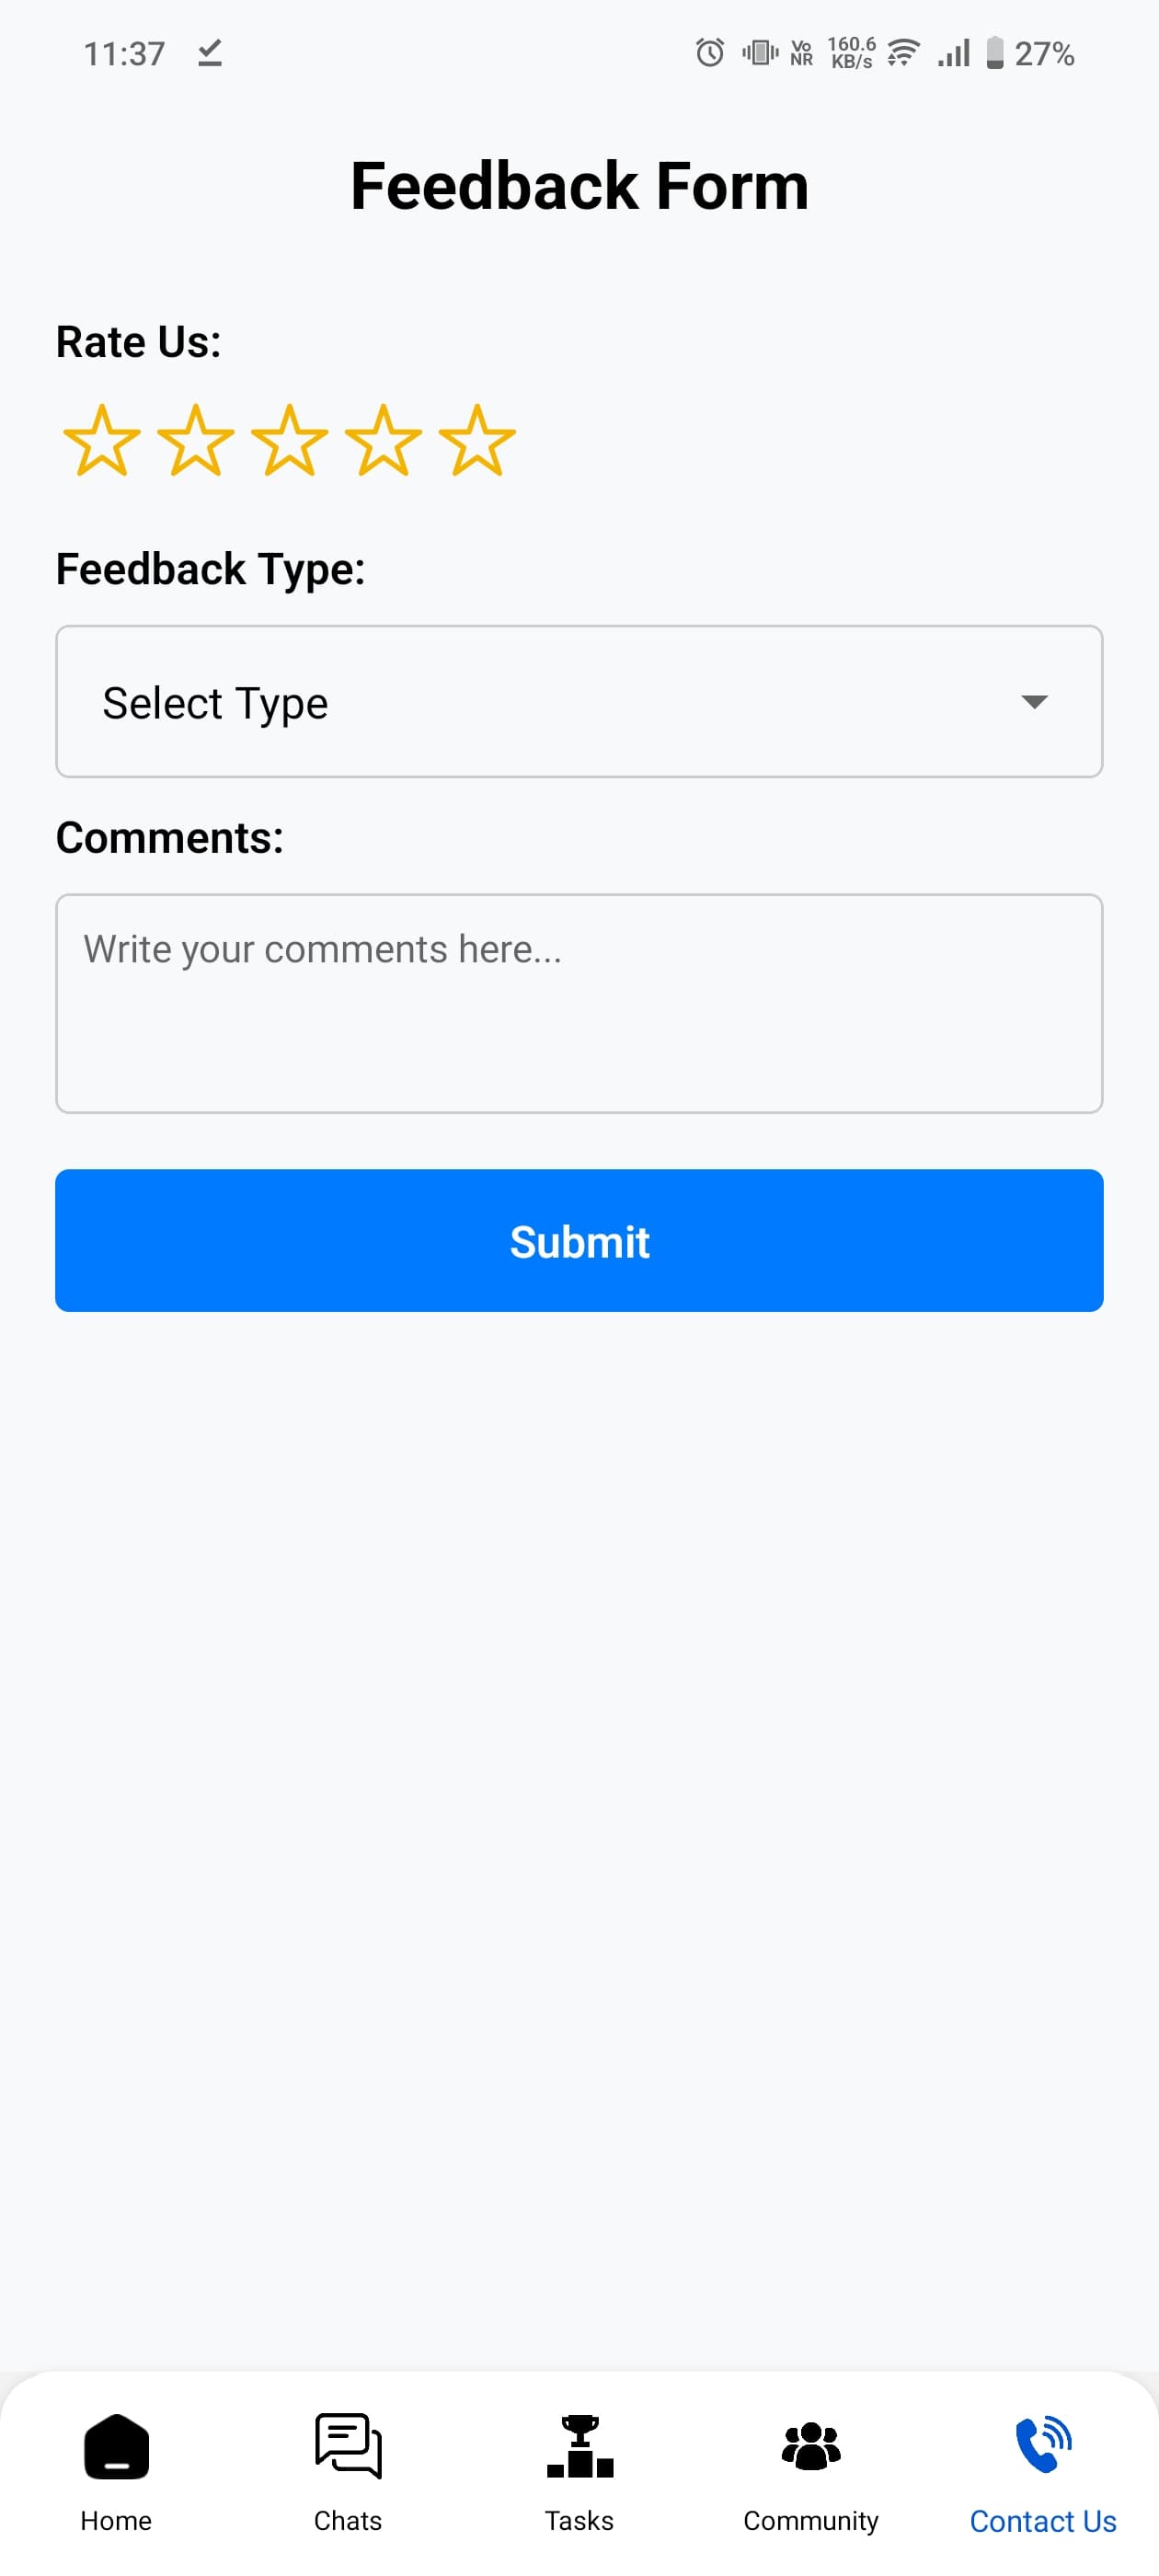 11:37
Vo
NR
160.6
KB/s
27%
Feedback Form
Rate Us:
Feedback Type:
Select Type
Comments:
Write your comments here...
Submit
Home
Chats
Tasks
Community
Contact Us